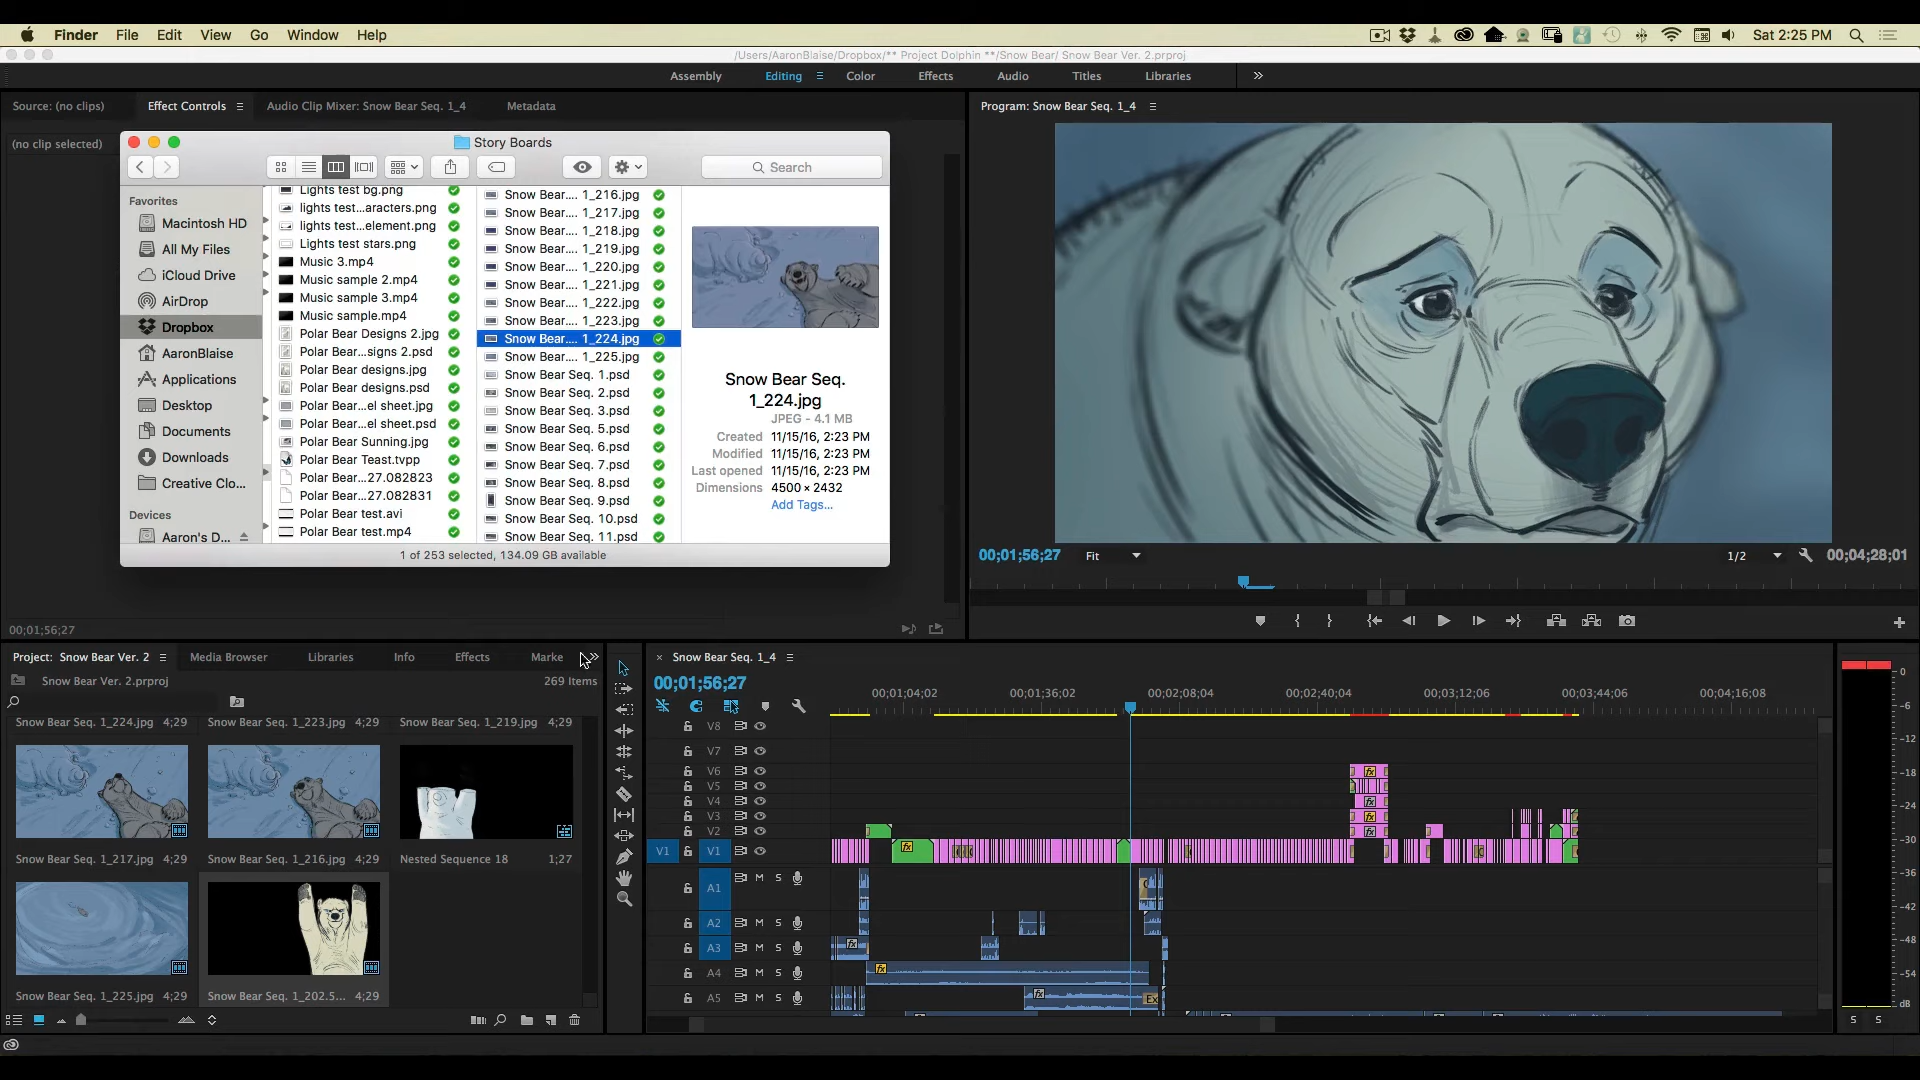 Finder File Edit View Go Window Help Sat 2:25 PM
/Users/AaronBlaise/Dropbox/** Project Dolphin **/Snow Bear/ Snow Bear Ver. 2.prproj
Assembly Editing Color Effects Audio Titles Libraries
Source: (no clips) Effect Controls Audio Clip Mixer: Snow Bear Seq. 1_4 Metadata
Program: Snow Bear Seq. 1_4
(no clip selected)
Story Boards
Search
Favorites
Macintosh HD
All My Files
iCloud Drive
AirDrop
Dropbox
AaronBlaise
Applications
Desktop
Documents
Downloads
Creative Clo...
Devices
Aaron's D...
Lights test bg.png
lights test...aracters.png
lights test...element.png
Lights test stars.png
Music 3.mp4
Music sample 2.mp4
Music sample 3.mp4
Music sample.mp4
Polar Bear Designs 2.jpg
Polar Bear...signs 2.psd
Polar Bear designs.jpg
Polar Bear designs.psd
Polar Bear...el sheet.jpg
Polar Bear...el sheet.psd
Polar Bear Sunning.jpg
Polar Bear Teast.tvpp
Polar Bear...27.082823
Polar Bear...27.082831
Polar Bear test.avi
Polar Bear test.mp4
Snow Bear.... 1_216.jpg
Snow Bear.... 1_217.jpg
Snow Bear.... 1_218.jpg
Snow Bear.... 1_219.jpg
Snow Bear.... 1_220.jpg
Snow Bear.... 1_221.jpg
Snow Bear.... 1_222.jpg
Snow Bear.... 1_223.jpg
Snow Bear.... 1_224.jpg
Snow Bear.... 1_225.jpg
Snow Bear Seq. 1.psd
Snow Bear Seq. 2.psd
Snow Bear Seq. 3.psd
Snow Bear Seq. 5.psd
Snow Bear Seq. 6.psd
Snow Bear Seq. 7.psd
Snow Bear Seq. 8.psd
Snow Bear Seq. 9.psd
Snow Bear Seq. 10.psd
Snow Bear Seq. 11.psd
Snow Bear Seq.
1_224.jpg
JPEG - 4.1 MB
Created 11/15/16, 2:23 PM
Modified 11/15/16, 2:23 PM
Last opened 11/15/16, 2:23 PM
Dimensions 4500 × 2432
Add Tags...
1 of 253 selected, 134.09 GB available
00;01;56;27
00;01;56;27 Fit 1/2 00;04;28;01
Project: Snow Bear Ver. 2 Media Browser Libraries Info Effects Marke
Snow Bear Ver. 2.prproj 269 Items
Snow Bear Seq. 1_224.jpg 4;29 Snow Bear Seq. 1_223.jpg 4;29 Snow Bear Seq. 1_219.jpg 4;29
Snow Bear Seq. 1_217.jpg 4;29 Snow Bear Seq. 1_216.jpg 4;29 Nested Sequence 18 1;27
Snow Bear Seq. 1_225.jpg 4;29 Snow Bear Seq. 1_202.5... 4;29
Snow Bear Seq. 1_4
00;01;56;27
00;01;04;02 00;01;36;02 00;02;08;04 00;02;40;04 00;03;12;06 00;03;44;06 00;04;16;08
V8
V7
V6
V5
V4
V3
V2
V1 V1
A1 M S
A2 M S
A3 M S
A4 M S
A5 M S
fx
fx
fx
fx
fx
fx
fx
fx
Ex
0
-6
-12
-18
-24
-30
-36
-42
-48
-54
dB
S S